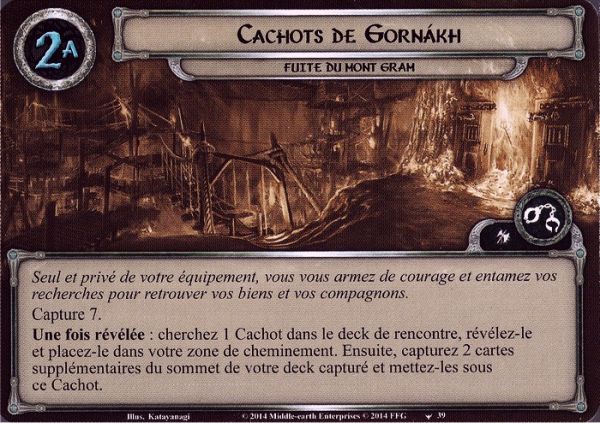 2A
CACHOTS DE GORNÁKH
FUITE DU MONT GRAM
Seul et privé de votre équipement, vous vous armez de courage et entamez vos
recherches pour retrouver vos biens et vos compagnons.
Capture 7.
Une fois révélée : cherchez 1 Cachot dans le deck de rencontre, révélez-le
et placez-le dans votre zone de cheminement. Ensuite, capturez 2 cartes
supplémentaires du sommet de votre deck capturé et mettez-les sous
ce Cachot.
Illus. Katayanagi © 2014 Middle-earth Enterprises © 2014 FFG 39